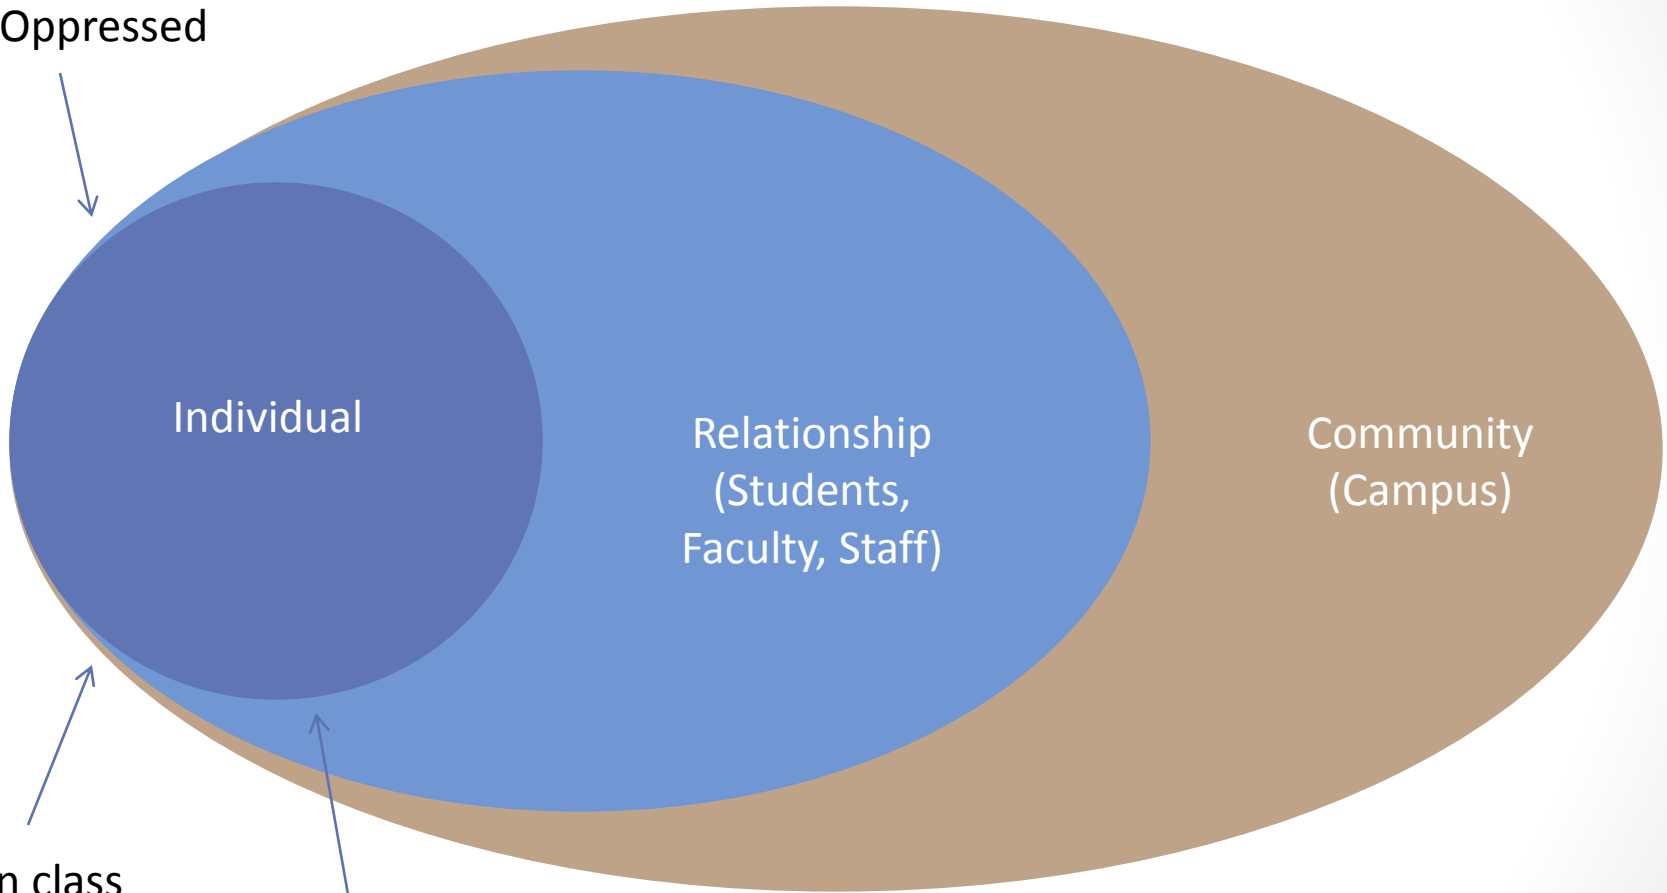 Oppressed
Individual
Relationship
(Students,
Faculty, Staff)
Community
(Campus)
n class